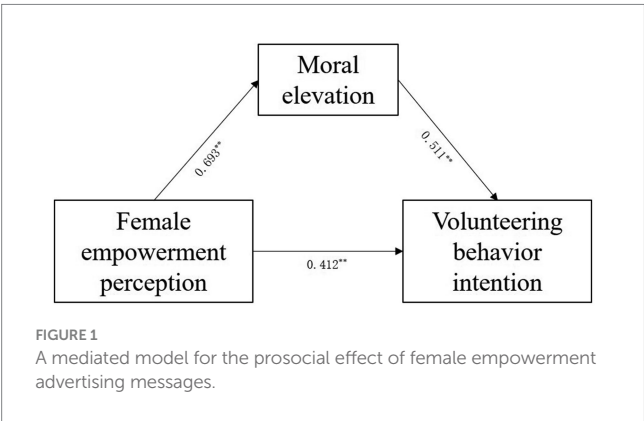 Moral
elevation
0.693**
0.511**
Female
empowerment
perception
0.412**
Volunteering
behavior
intention
FIGURE 1
A mediated model for the prosocial effect of female empowerment
advertising messages.